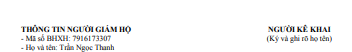 THÔNG TIN NGƯỜI GIÁM HỘ
- Mã số BHXH: 7916173307
- Họ và tên: Trần Ngọc Thanh
NGƯỜI KÊ KHAI
(Ký và ghi rõ họ tên)